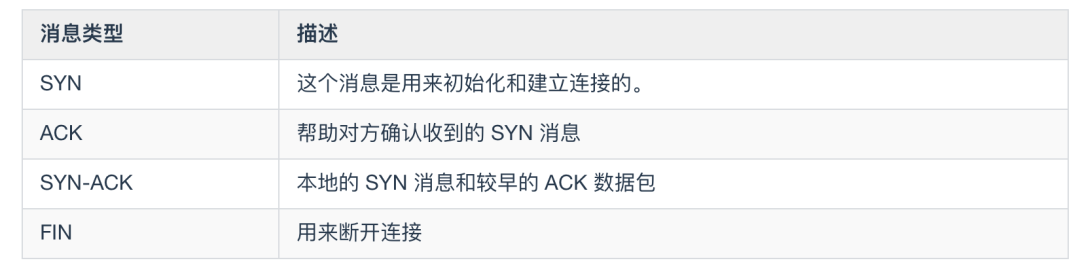 消息类型 描述
SYN 这个消息是用来初始化和建立连接的。
ACK 帮助对方确认收到的 SYN 消息
SYN-ACK 本地的 SYN 消息和较早的 ACK 数据包
FIN 用来断开连接